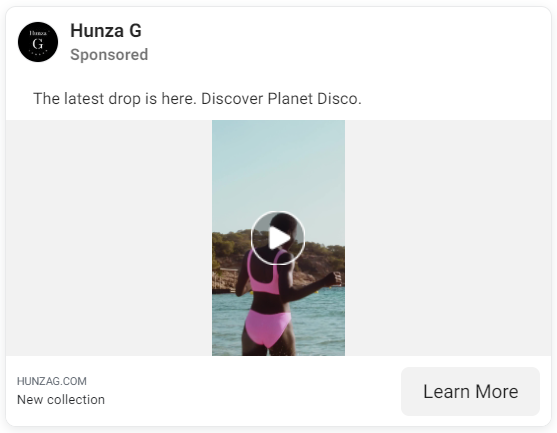 Hunza
G
Hunza G
Sponsored
The latest drop is here. Discover Planet Disco.
HUNZAG.COM
New collection
Learn More